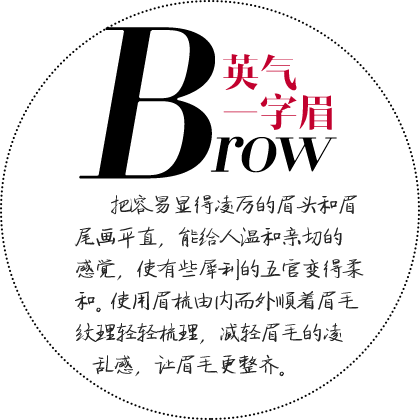 Brow
英气
一字眉
把容易显得凌厉的眉头和眉
尾画平直，能给人温和亲切的
感觉，使有些犀利的五官变得柔
和。使用眉梳由内而外顺着眉毛
纹理轻轻梳理，减轻眉毛的凌
乱感，让眉毛更整齐。